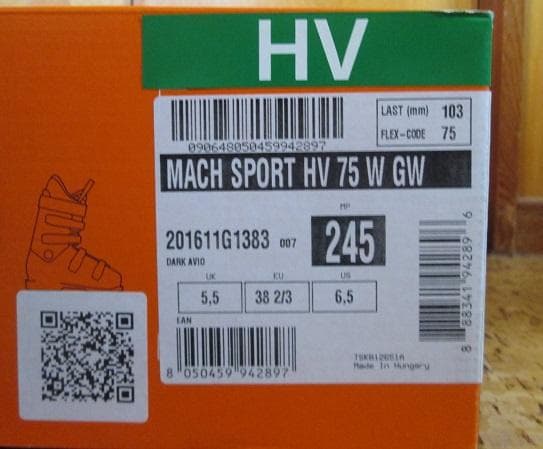 HV
LAST (mm) 103
FLEX-CODE 75
090648050459942897
MACH SPORT HV 75 W GW
MP
201611G1383 007
245
DARK AVIO
UK EU US
5,5 38 2/3 6,5
EAN
8 050459 942897
TSKB12651A
Made In Hungary
8 88341 94289 6